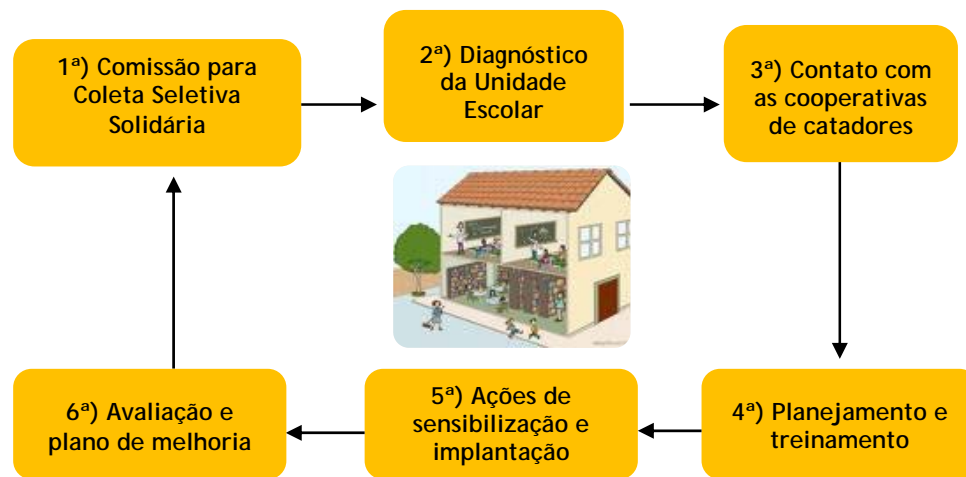 1ª) Comissão para
Coleta Seletiva
Solidária
2ª) Diagnóstico
da Unidade
Escolar
3ª) Contato com
as cooperativas
de catadores
4ª) Planejamento e
treinamento
5ª) Ações de
sensibilização e
implantação
6ª) Avaliação e
plano de melhoria